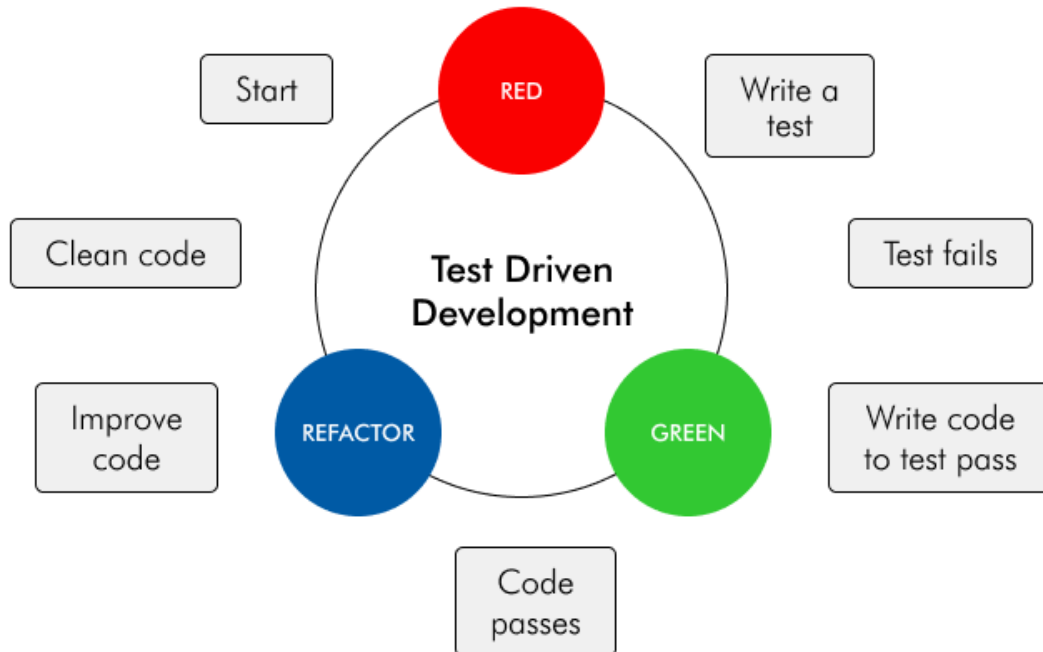 Start
RED
Write a
test
Clean code
Test Driven
Development
Test fails
Improve
code
REFACTOR
GREEN
Write code
to test pass
Code
passes